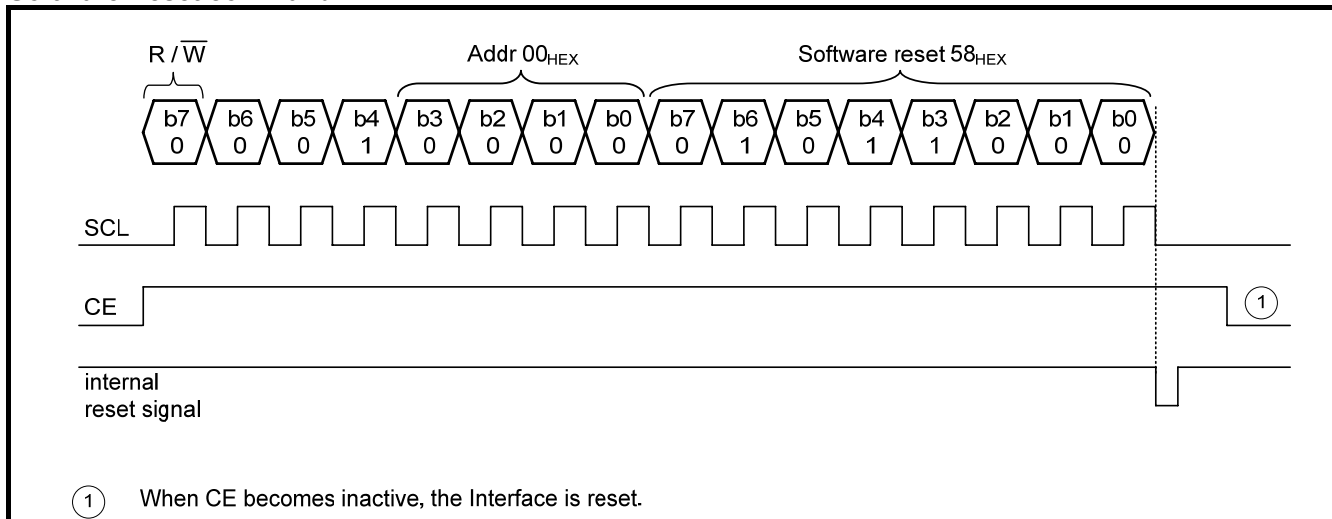 R / W Addr 00HEX Software reset 58HEX
b7 b6 b5 b4 b3 b2 b1 b0 b7 b6 b5 b4 b3 b2 b1 b0
0 0 0 1 0 0 0 0 0 1 0 1 1 0 0 0
SCL
CE 1
internal
reset signal
1 When CE becomes inactive, the Interface is reset.